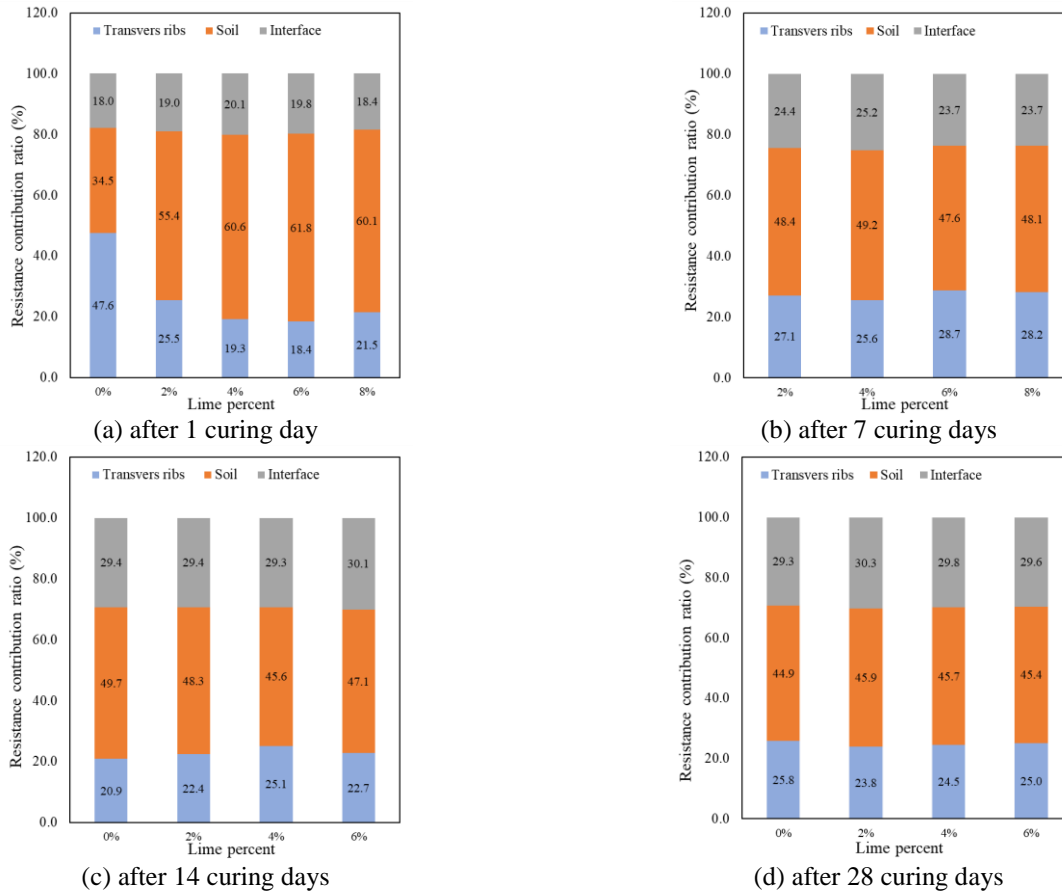 120.0
100.0
80.0
60.0
40.0
20.0
0.0
Resistance contribution ratio (%)
Transvers ribs Soil Interface
18.0 19.0 20.1 19.8 18.4
34.5 55.4 60.6 61.8 60.1
47.6 25.5 19.3 18.4 21.5
0% 2% 4% 6% 8%
Lime percent
(a) after 1 curing day
120.0
100.0
80.0
60.0
40.0
20.0
0.0
Resistance contribution ratio (%)
Transvers ribs Soil Interface
24.4 25.2 23.7 23.7
48.4 49.2 47.6 48.1
27.1 25.6 28.7 28.2
2% 4% 6% 8%
Lime percent
(b) after 7 curing days
120.0
100.0
80.0
60.0
40.0
20.0
0.0
Resistance contribution ratio (%)
Transvers ribs Soil Interface
29.4 29.4 29.3 30.1
49.7 48.3 45.6 47.1
20.9 22.4 25.1 22.7
0% 2% 4% 6%
Lime percent
(c) after 14 curing days
120.0
100.0
80.0
60.0
40.0
20.0
0.0
Resistance contribution ratio (%)
Transvers ribs Soil Interface
29.3 30.3 29.8 29.6
44.9 45.9 45.7 45.4
25.8 23.8 24.5 25.0
0% 2% 4% 6%
Lime percent
(d) after 28 curing days